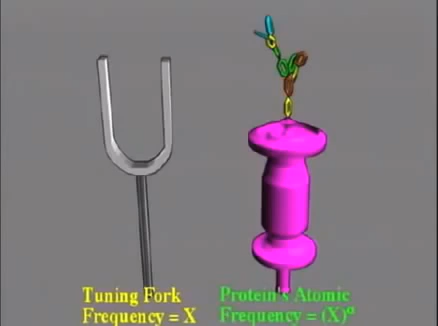 Tuning Fork
Frequency = X
Protein's Atomic
Frequency = (X)ᵅ